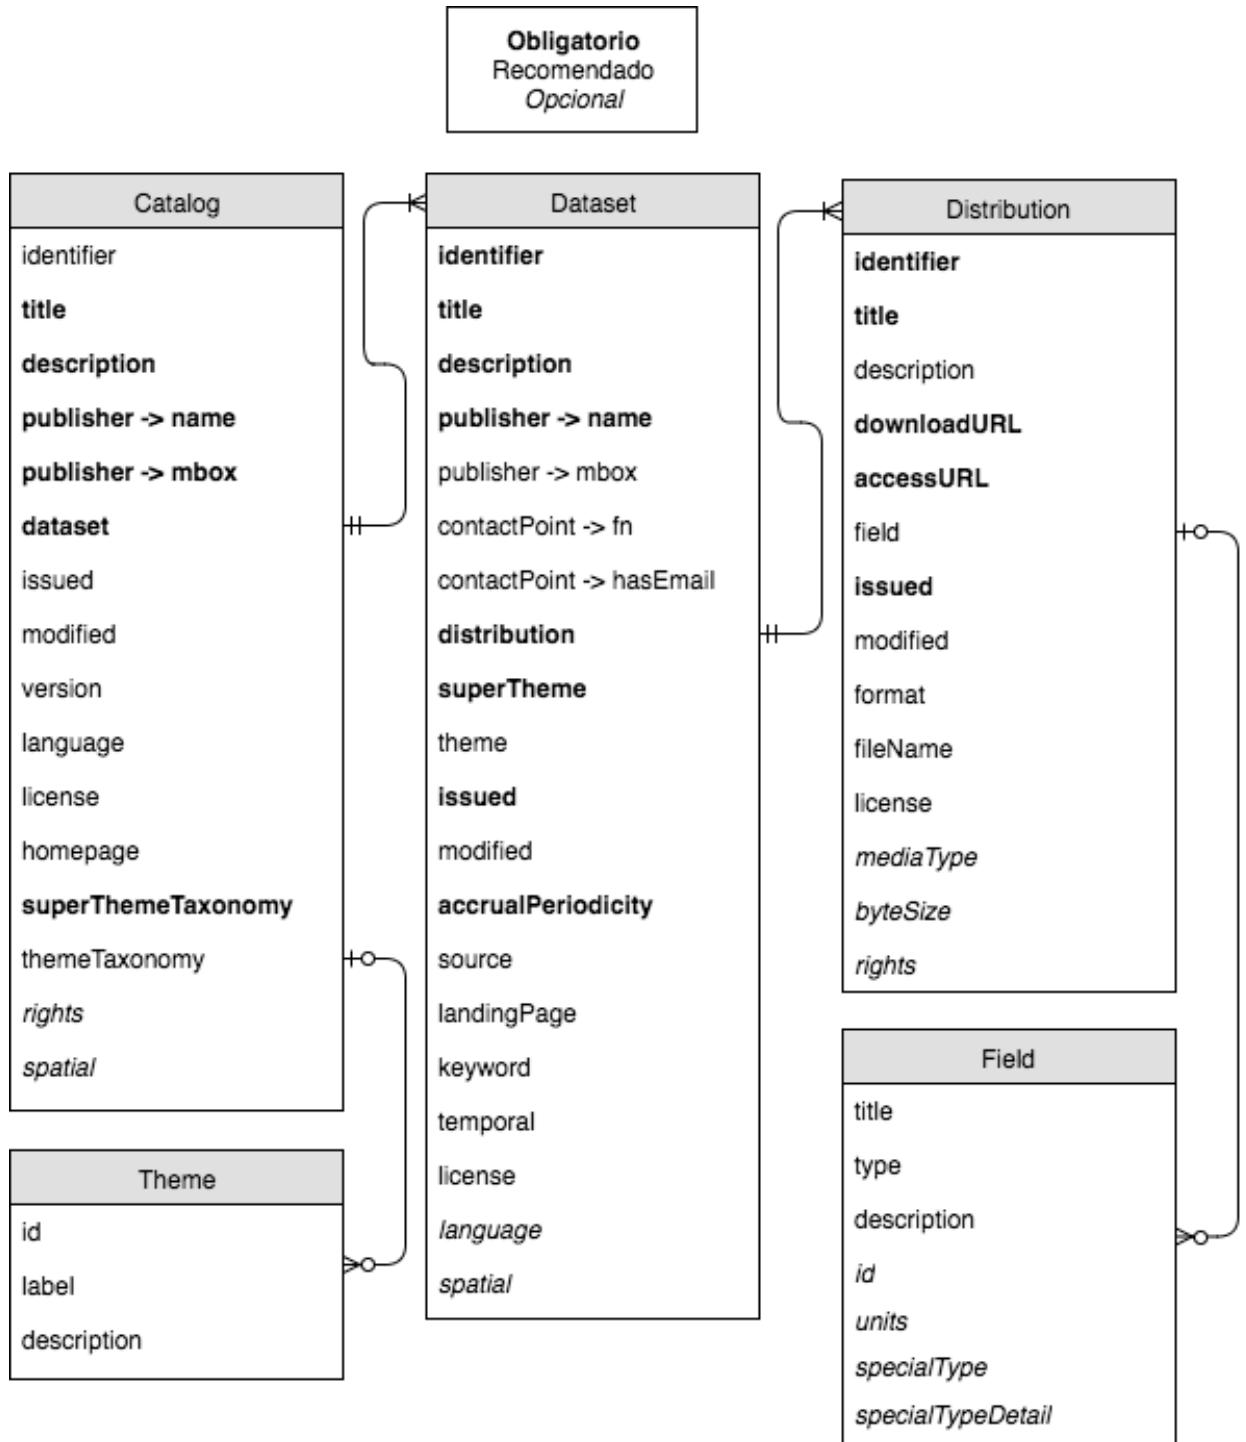 Obligatorio
Recomendado
Opcional
Catalog
identifier
title
description
publisher -> name
publisher -> mbox
dataset
issued
modified
version
language
license
homepage
superThemeTaxonomy
themeTaxonomy
rights
spatial
Theme
id
label
description
Dataset
identifier
title
description
publisher -> name
publisher -> mbox
contactPoint -> fn
contactPoint -> hasEmail
distribution
superTheme
theme
issued
modified
accrualPeriodicity
source
landingPage
keyword
temporal
license
language
spatial
Distribution
identifier
title
description
downloadURL
accessURL
field
issued
modified
format
fileName
license
mediaType
byteSize
rights
Field
title
type
description
id
units
specialType
specialTypeDetail